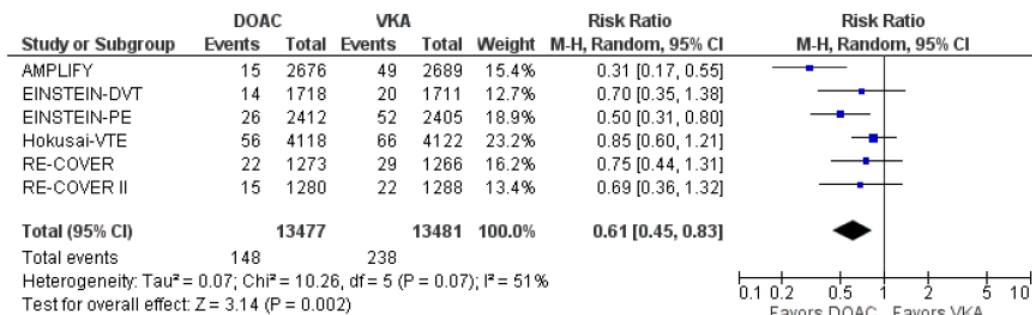 DOAC VKA Risk Ratio Risk Ratio
Study or Subgroup Events Total Events Total Weight M-H, Random, 95% CI M-H, Random, 95% CI
AMPLIFY 15 2676 49 2689 15.4% 0.31 [0.17, 0.55]
EINSTEIN-DVT 14 1718 20 1711 12.7% 0.70 [0.35, 1.38]
EINSTEIN-PE 26 2412 52 2405 18.9% 0.50 [0.31, 0.80]
Hokusai-VTE 56 4118 66 4122 23.2% 0.85 [0.60, 1.21]
RE-COVER 22 1273 29 1266 16.2% 0.75 [0.44, 1.31]
RE-COVER II 15 1280 22 1288 13.4% 0.69 [0.36, 1.32]
Total (95% CI) 13477 13481 100.0% 0.61 [0.45, 0.83]
Total events 148 238
Heterogeneity: Tau² = 0.07; Chi² = 10.26, df = 5 (P = 0.07); I² = 51%
Test for overall effect: Z = 3.14 (P = 0.002)
0.1 0.2 0.5 1 2 5 10
Favors DOAC Favors VKA